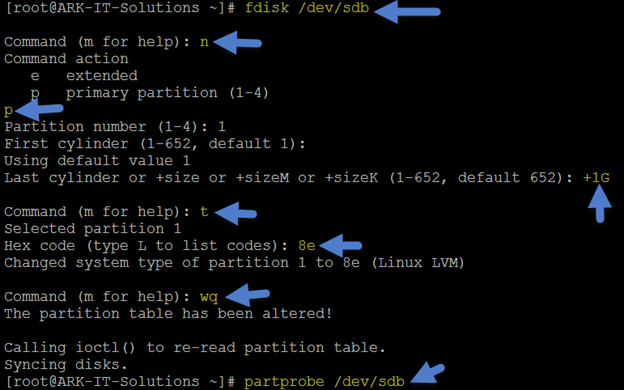 [root@ARK-IT-Solutions ~]# fdisk /dev/sdb
Command (m for help): n
Command action
e   extended
p   primary partition (1-4)
p
Partition number (1-4): 1
First cylinder (1-652, default 1):
Using default value 1
Last cylinder or +size or +sizeM or +sizeK (1-652, default 652): +1G
Command (m for help): t
Selected partition 1
Hex code (type L to list codes): 8e
Changed system type of partition 1 to 8e (Linux LVM)
Command (m for help): wq
The partition table has been altered!
Calling ioctl() to re-read partition table.
Syncing disks.
[root@ARK-IT-Solutions ~]# partprobe /dev/sdb